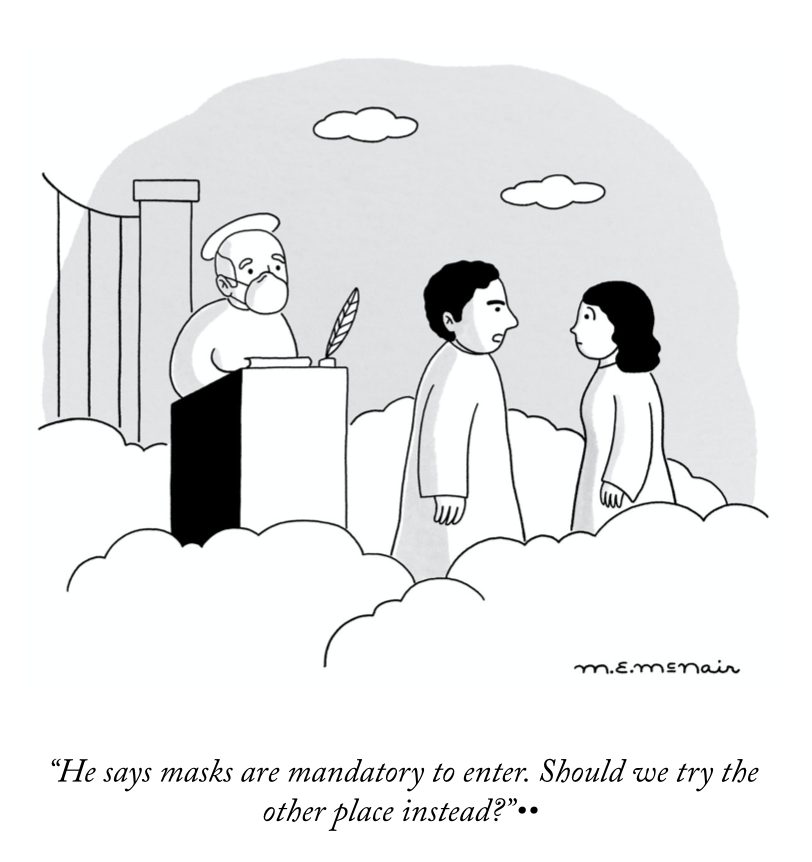 m.E.mcnair
“He says masks are mandatory to enter. Should we try the
other place instead?”••